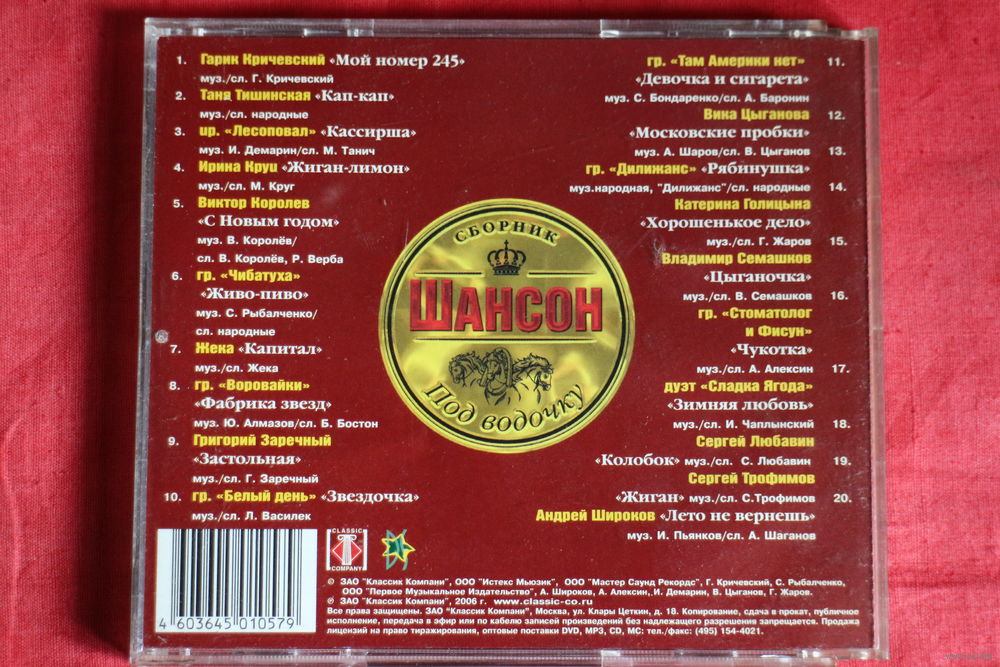 1. Гарик Кричевский «Мой номер 245»
муз./сл. Г. Кричевский
2. Таня Тишинская «Кап-кап»
муз./сл. народные
3. ир. «Лесоповал» «Кассирша»
муз. И. Демарин/сл. М. Танич
4. Ирина Круц «Жиган-лимон»
муз./сл. М. Круг
5. Виктор Королев
«С Новым годом»
муз. В. Королёв/
сл. В. Королёв, Р. Верба
6. гр. «Чибатуха»
«Живо-пиво»
муз. С. Рыбалченко/
сл. народные
7. Жека «Капитал»
муз./сл. Жека
8. гр. «Воровайки»
«Фабрика звезд»
муз. Ю. Алмазов/сл. Б. Бостон
9. Григорий Заречный
«Застольная»
муз./сл. Г. Заречный
10. гр. «Белый день» «Звездочка»
муз./сл. Л. Василек
СБОРНИК
ШАНСОН
Под водочку
гр. «Там Америки нет» 11.
«Девочка и сигарета»
муз. С. Бондаренко/сл. А. Баронин
Вика Цыганова 12.
«Московские пробки»
муз. А. Шаров/сл. В. Цыганов 13.
гр. «Дилижанс» «Рябинушка»
муз.народная, "Дилижанс"/сл. народные 14.
Катерина Голицына
«Хорошенькое дело»
муз./сл. Г. Жаров 15.
Владимир Семашков
«Цыганочка»
муз./сл. В. Семашков 16.
гр. «Стоматолог
и Фисун»
«Чукотка»
муз./сл. А. Алексин 17.
дуэт «Сладка Ягода»
«Зимняя любовь»
муз./сл. И. Чаплынский 18.
Сергей Любавин
«Колобок» муз./сл. С. Любавин 19.
Сергей Трофимов
«Жиган» муз./сл. С.Трофимов 20.
Андрей Широков «Лето не вернешь»
муз. И. Пьянков/сл. А. Шаганов
4 603645 010579
CLASSIC
COMPANY
© ЗАО "Классик Компани", ООО "Истекс Мьюзик", ООО "Мастер Саунд Рекордс", Г. Кричевский, С. Рыбалченко,
ООО "Первое Музыкальное Издательство", А. Широков, А. Алексин, И. Демарин, В. Цыганов, Г. Жаров.
℗ ЗАО "Классик Компани", 2006 г. www.classic-co.ru
Все права защищены. ЗАО "Классик Компани", Москва, ул. Клары Цеткин, д. 18. Копирование, сдача в прокат, публичное
исполнение, передача в эфир или по кабелю записей произведений без надлежащего разрешения запрещается. Продажа
лицензий на право тиражирования, оптовые поставки DVD, MP3, CD, MC: тел./факс: (495) 154-4021.